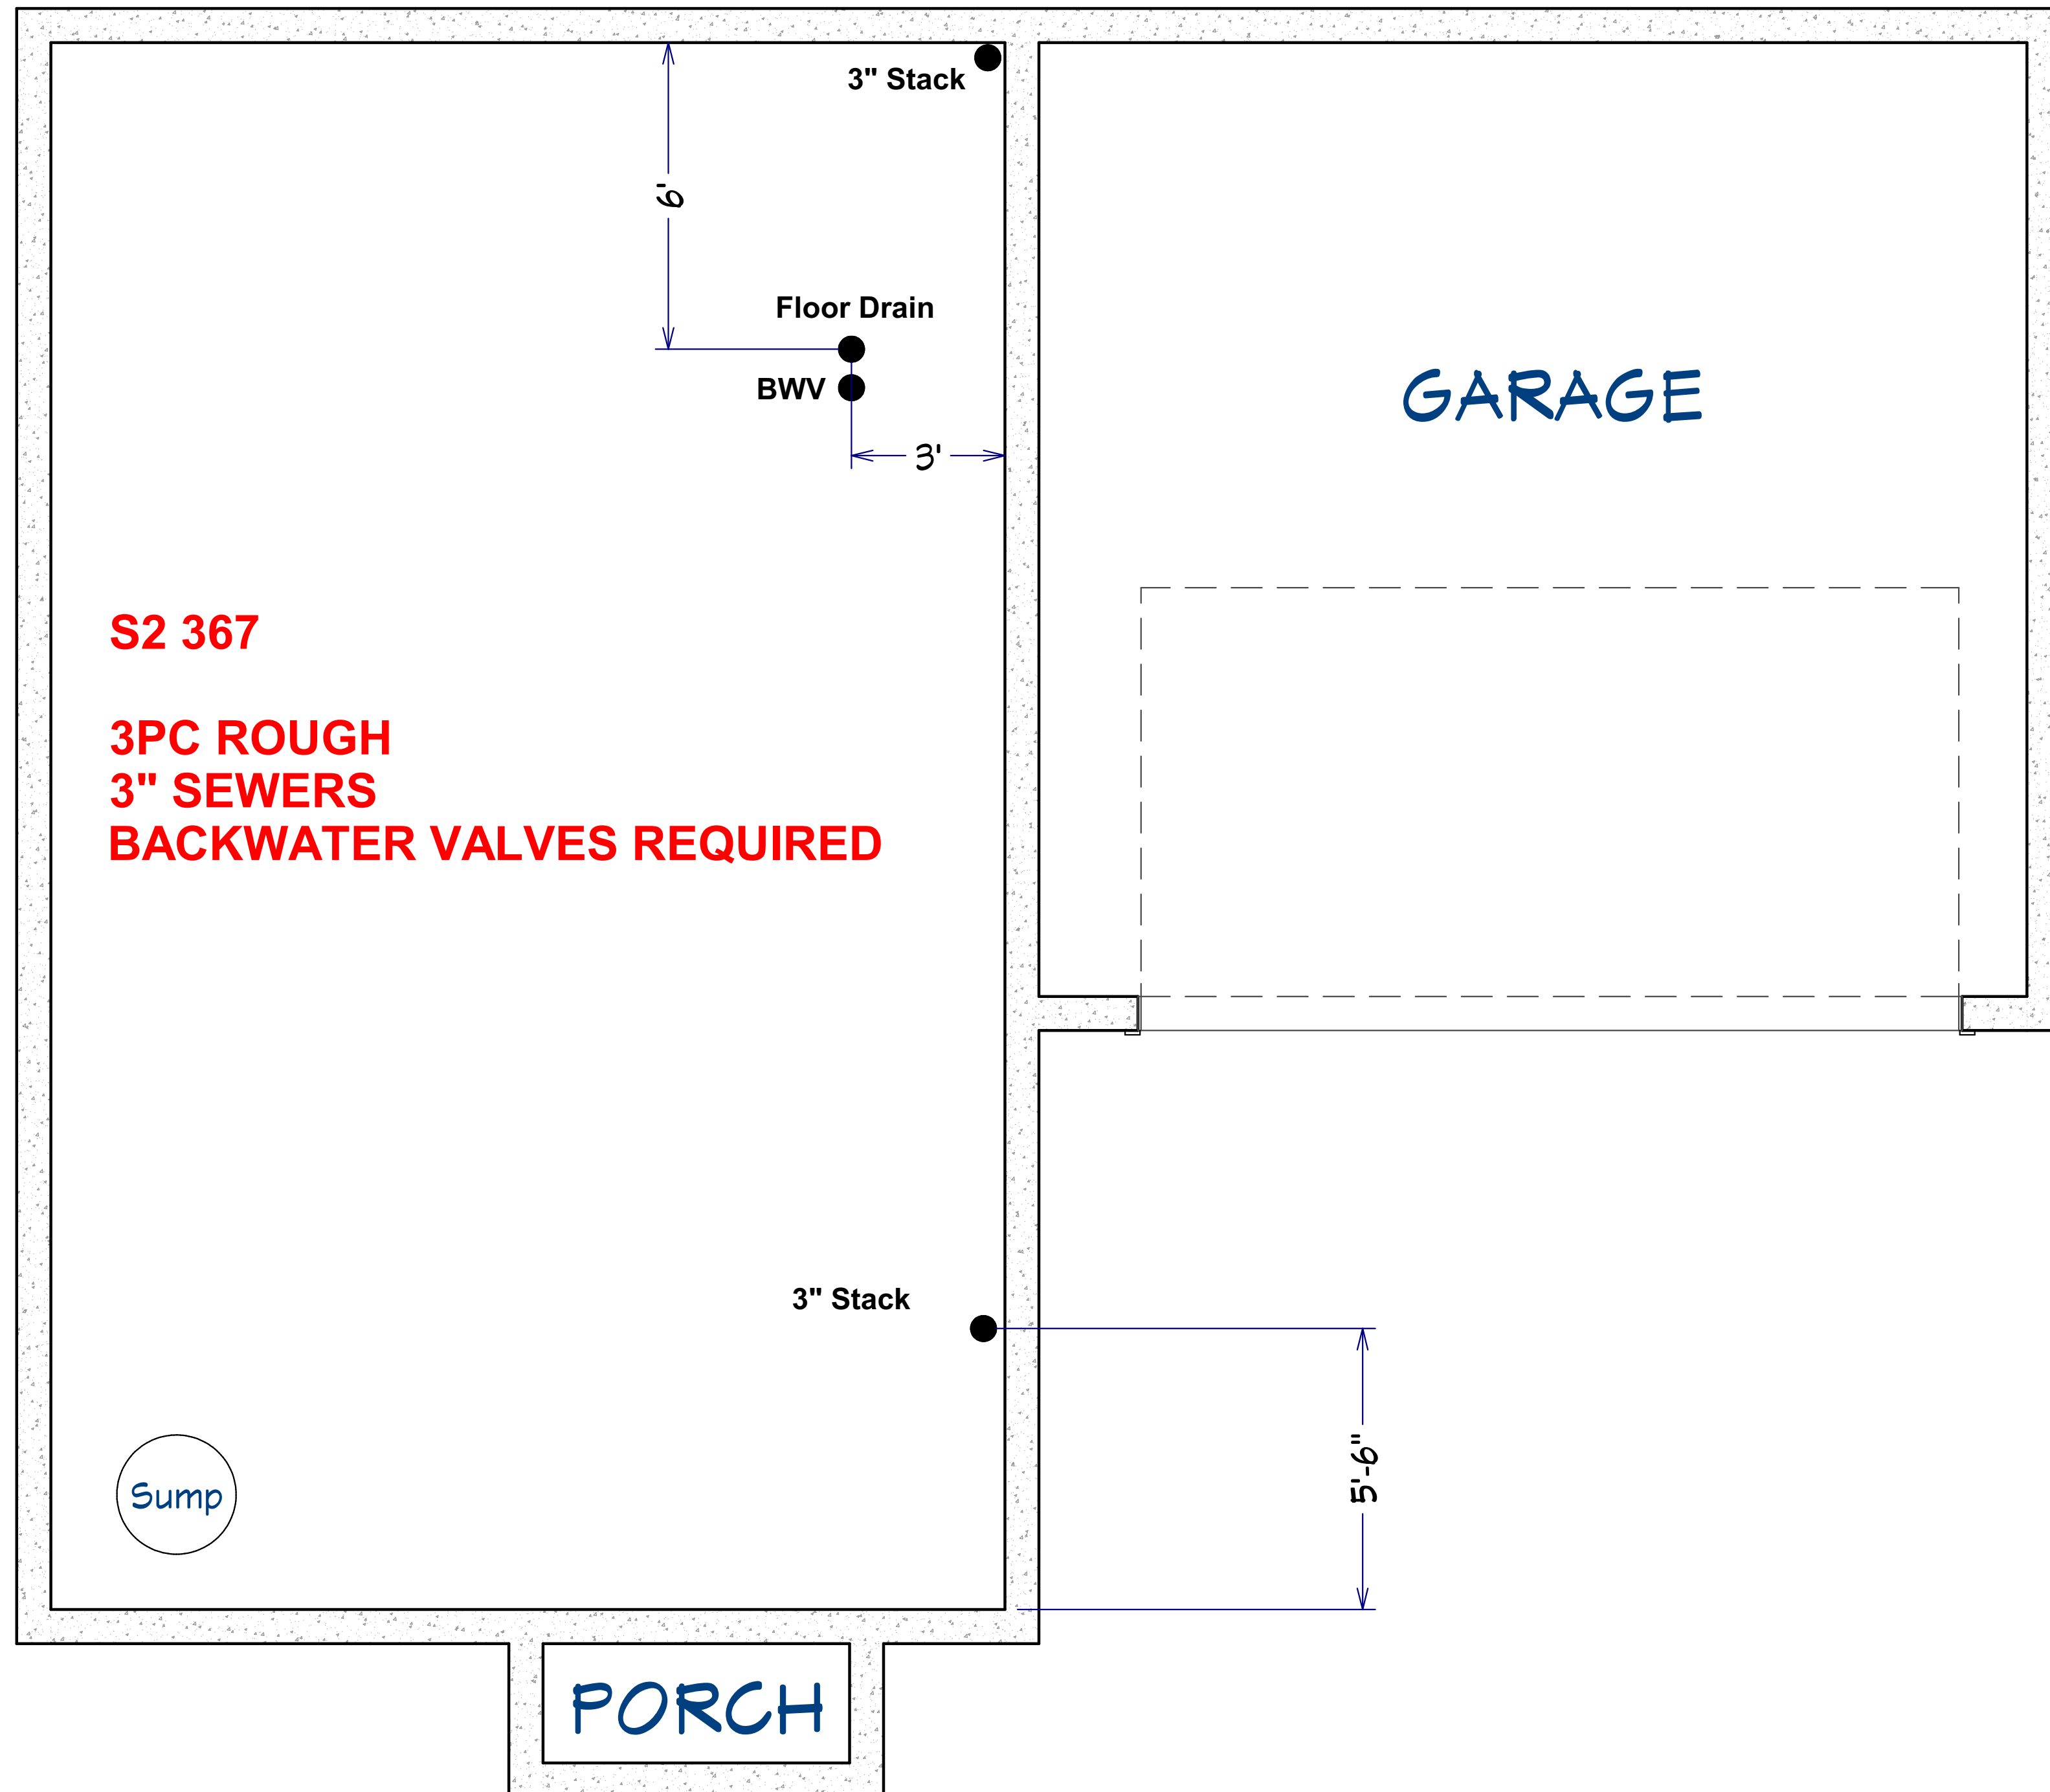 3" Stack
6'
Floor Drain
BWV
3'
GARAGE
S2 367
3PC ROUGH
3" SEWERS
BACKWATER VALVES REQUIRED
3" Stack
5'-6"
Sump
PORCH